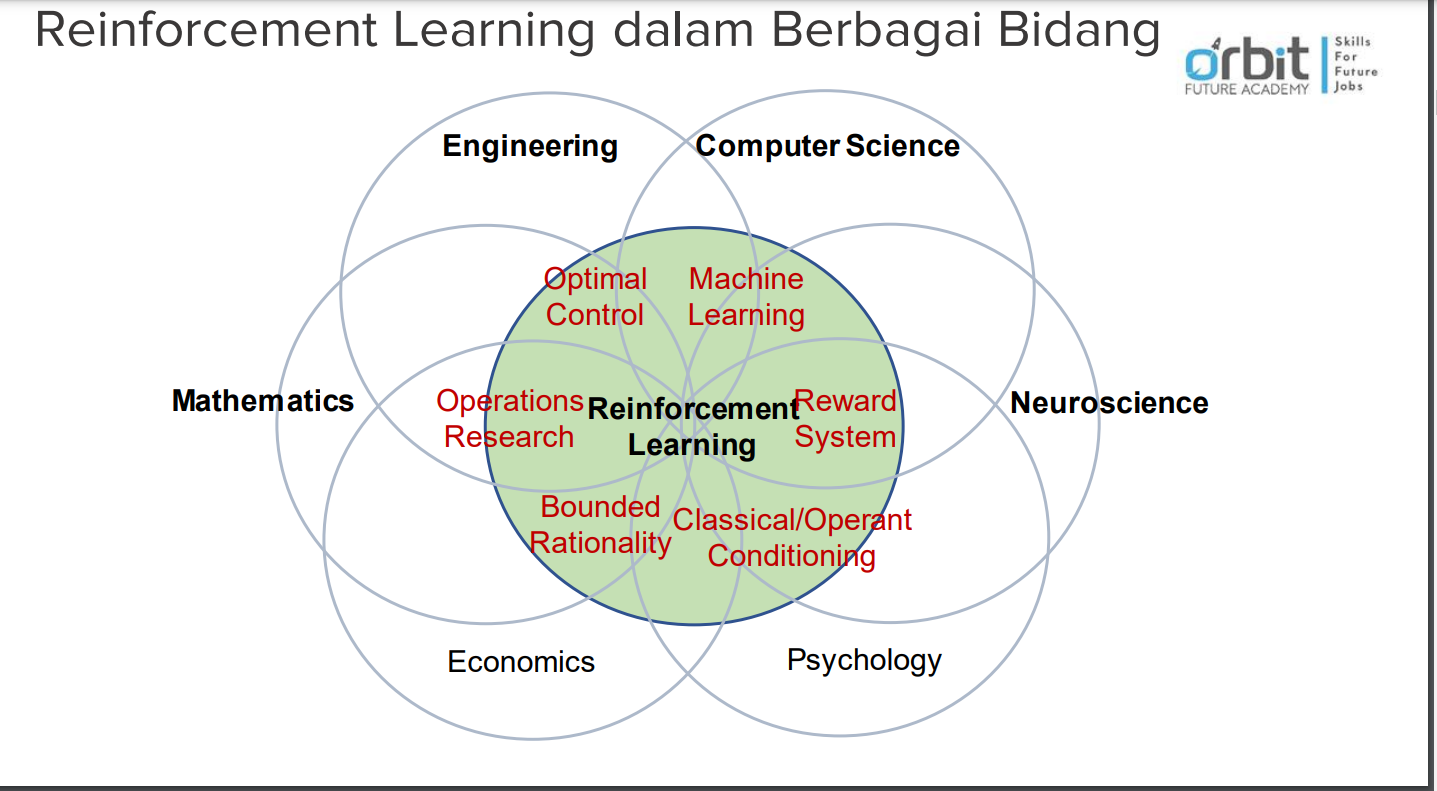 Reinforcement Learning dalam Berbagai Bidang
orbit
FUTURE ACADEMY
Skills
For
Future
Jobs
Engineering
Computer Science
Optimal
Control
Machine
Learning
Mathematics
Operations
Research
Reinforcement
Learning
Reward
System
Neuroscience
Bounded
Rationality
Classical/Operant
Conditioning
Economics
Psychology